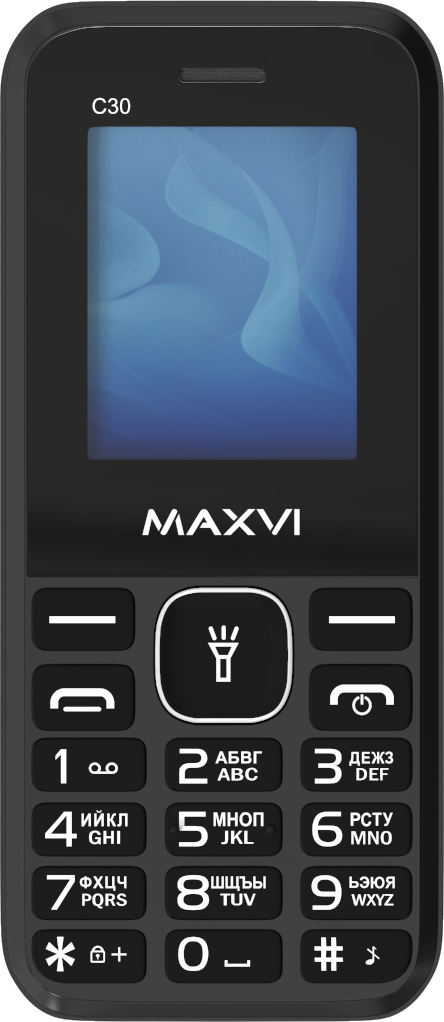 C30
MAXVI
1
2 АБВГ
ABC
3 ДЕЖЗ
DEF
4 ИЙКЛ
GHI
5 МНОП
JKL
6 РСТУ
MNO
7 ФХЦЧ
PQRS
8 ШЩЪЫ
TUV
9 ЬЭЮЯ
WXYZ
* +
0
#